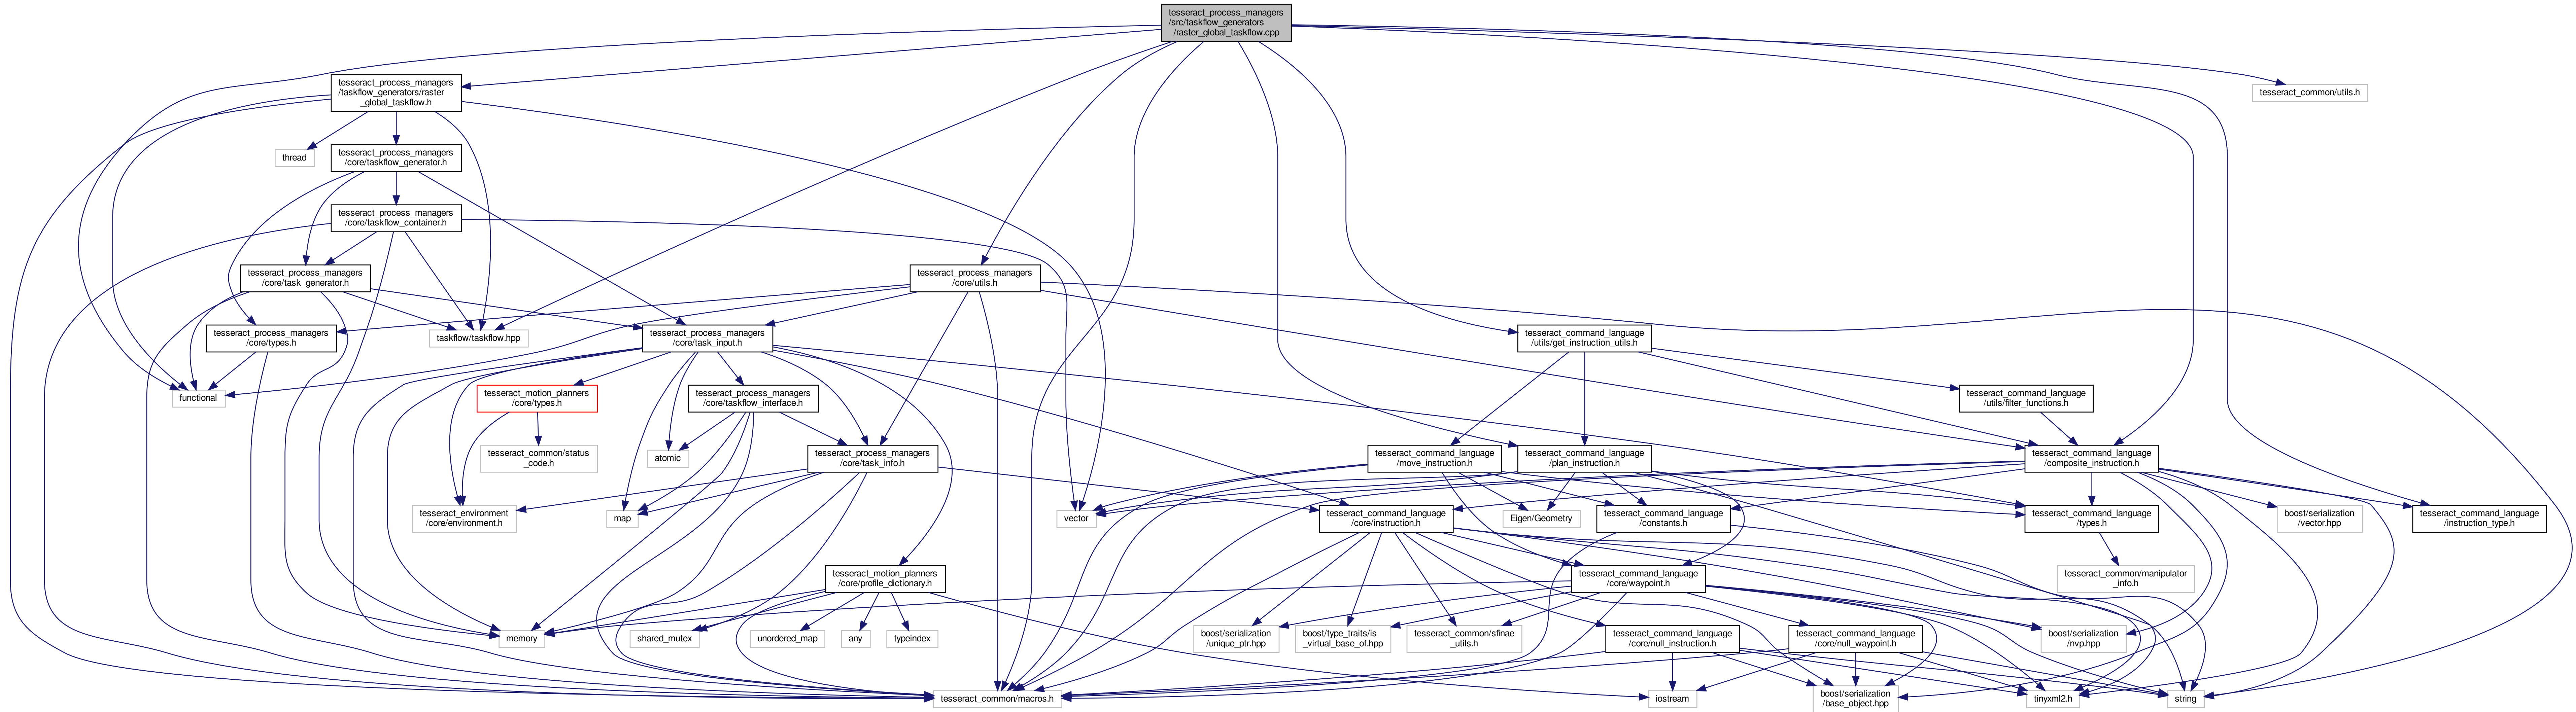 tesseract_process_managers
/src/taskflow_generators
/raster_global_taskflow.cpp
tesseract_process_managers
/taskflow_generators/raster
_global_taskflow.h
tesseract_common/utils.h
thread
tesseract_process_managers
/core/taskflow_generator.h
tesseract_process_managers
/core/taskflow_container.h
tesseract_process_managers
/core/task_generator.h
tesseract_process_managers
/core/utils.h
tesseract_process_managers
/core/types.h
taskflow/taskflow.hpp
tesseract_process_managers
/core/task_input.h
tesseract_command_language
/utils/get_instruction_utils.h
functional
tesseract_motion_planners
/core/types.h
tesseract_process_managers
/core/taskflow_interface.h
tesseract_command_language
/utils/filter_functions.h
tesseract_common/status
_code.h
atomic
tesseract_process_managers
/core/task_info.h
tesseract_command_language
/move_instruction.h
tesseract_command_language
/plan_instruction.h
tesseract_command_language
/composite_instruction.h
tesseract_environment
/core/environment.h
map
vector
tesseract_command_language
/core/instruction.h
Eigen/Geometry
tesseract_command_language
/constants.h
tesseract_command_language
/types.h
boost/serialization
/vector.hpp
tesseract_command_language
/instruction_type.h
tesseract_motion_planners
/core/profile_dictionary.h
tesseract_command_language
/core/waypoint.h
tesseract_common/manipulator
_info.h
memory
shared_mutex
unordered_map
any
typeindex
boost/serialization
/unique_ptr.hpp
boost/type_traits/is
_virtual_base_of.hpp
tesseract_common/sfinae
_utils.h
tesseract_command_language
/core/null_instruction.h
tesseract_command_language
/core/null_waypoint.h
boost/serialization
/nvp.hpp
tesseract_common/macros.h
iostream
boost/serialization
/base_object.hpp
tinyxml2.h
string